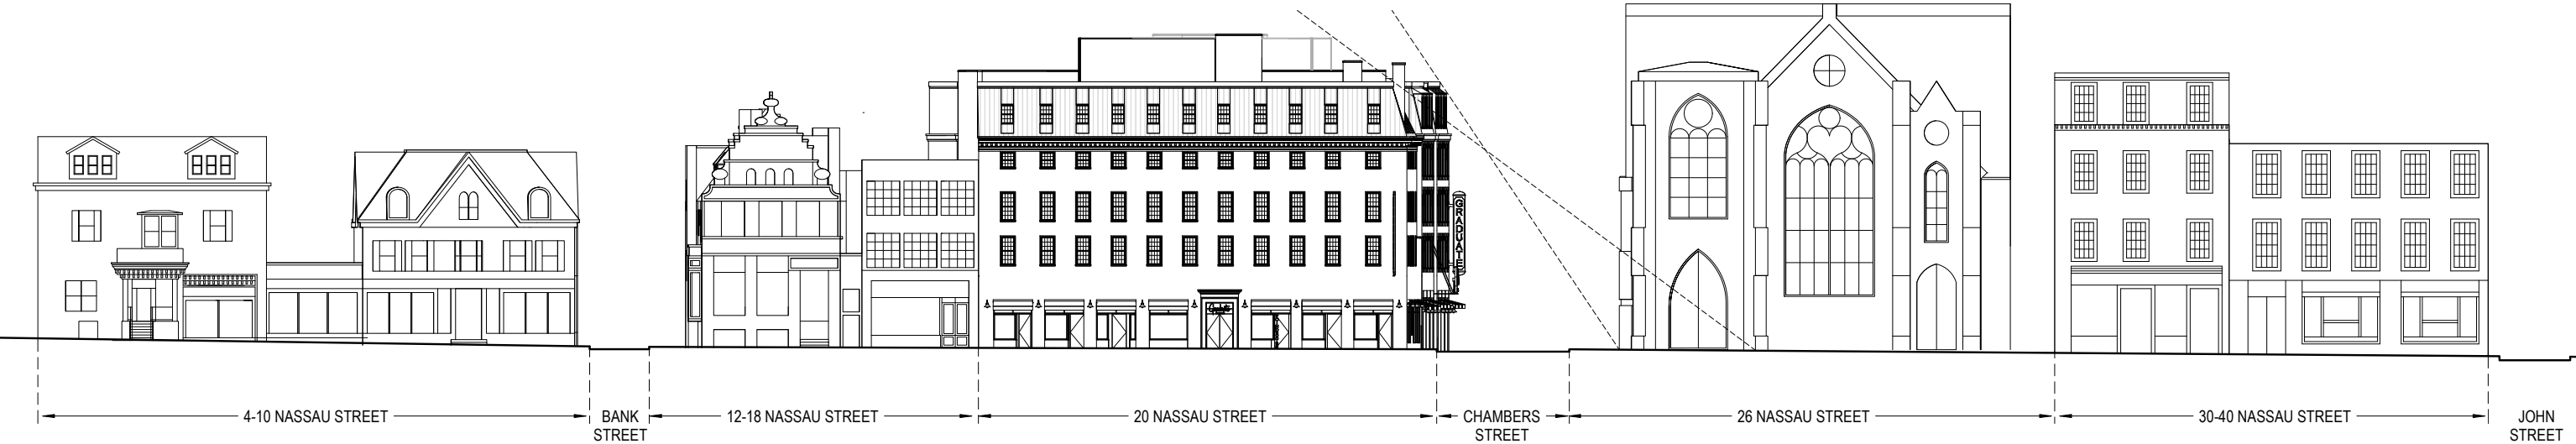 GRADUATE
4-10 NASSAU STREET
BANK
STREET
12-18 NASSAU STREET
20 NASSAU STREET
CHAMBERS
STREET
26 NASSAU STREET
30-40 NASSAU STREET
JOHN
STREET